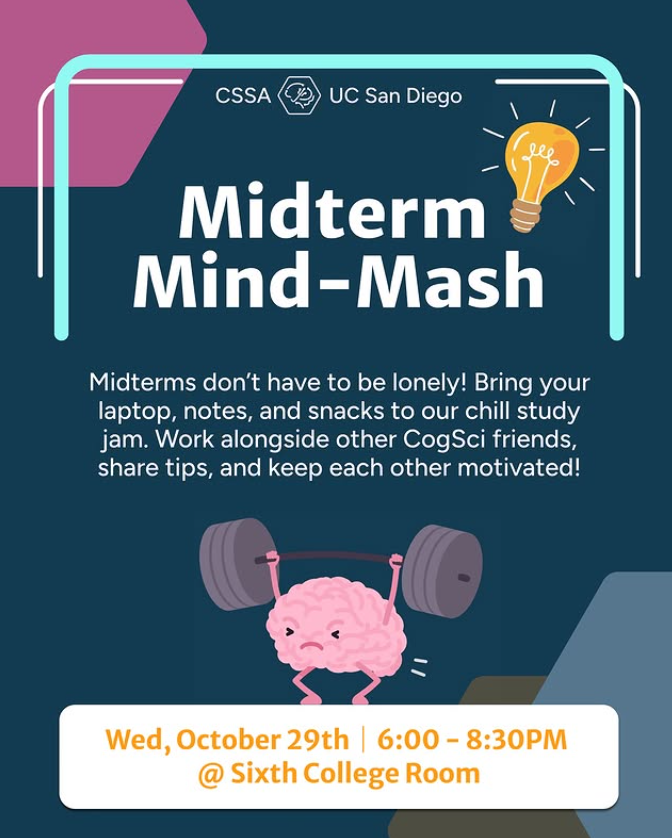 CSSA UC San Diego
Midterm
Mind-Mash
Midterms don't have to be lonely! Bring your
laptop, notes, and snacks to our chill study
jam. Work alongside other CogSci friends,
share tips, and keep each other motivated!
Wed, October 29th | 6:00 - 8:30PM
@ Sixth College Room